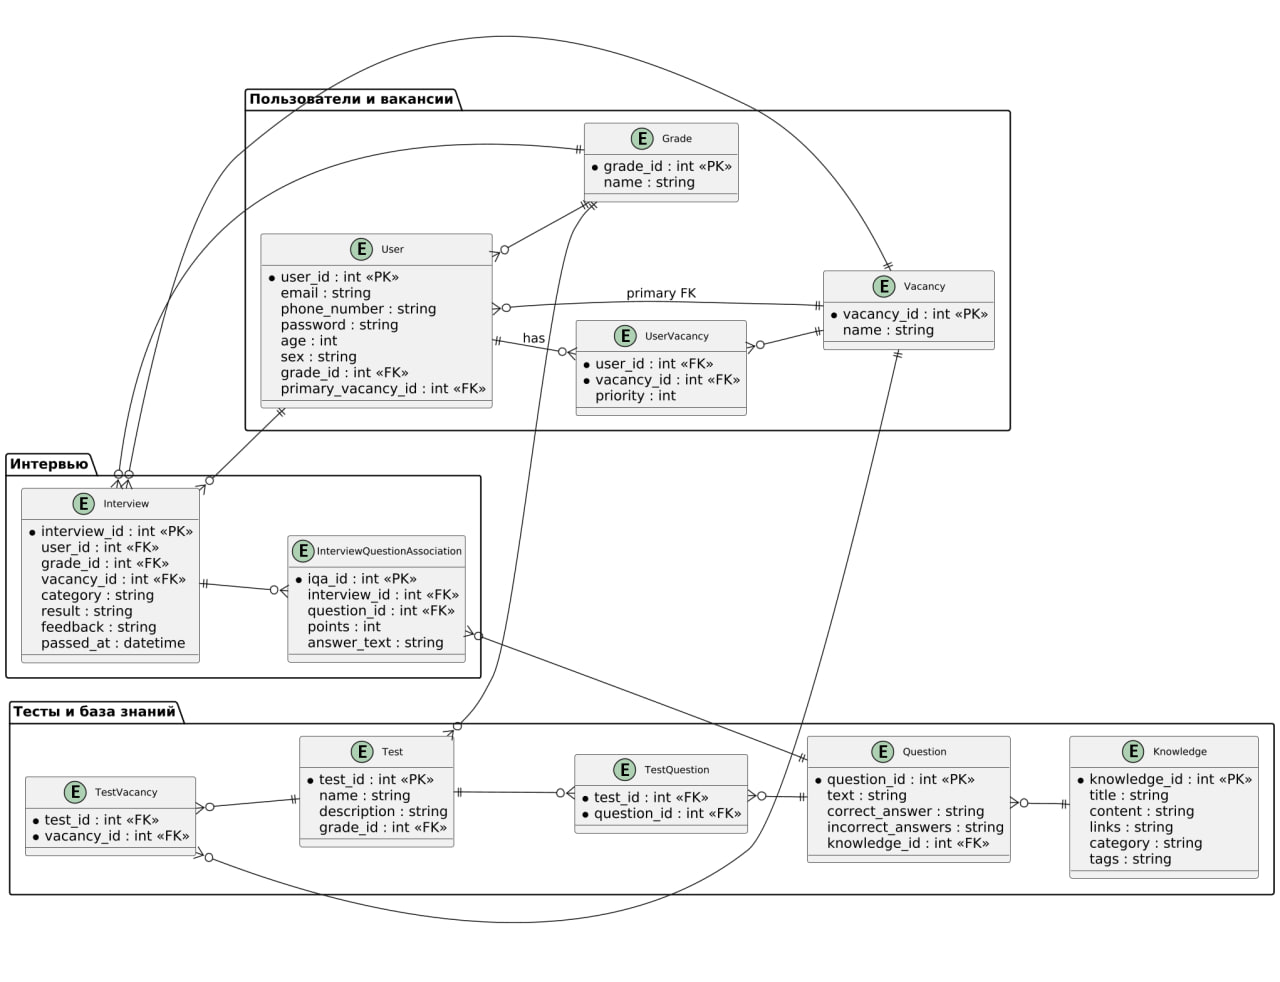 Пользователи и вакансии
E Grade
grade_id : int «PK»
name : string
E User
user_id : int «PK»
email : string
phone_number : string
password : string
age : int
sex : string
grade_id : int «FK»
primary_vacancy_id : int «FK»
primary FK
has
E UserVacancy
user_id : int «FK»
vacancy_id : int «FK»
priority : int
E Vacancy
vacancy_id : int «PK»
name : string
Интервью
E Interview
interview_id : int «PK»
user_id : int «FK»
grade_id : int «FK»
vacancy_id : int «FK»
category : string
result : string
feedback : string
passed_at : datetime
E InterviewQuestionAssociation
iqa_id : int «PK»
interview_id : int «FK»
question_id : int «FK»
points : int
answer_text : string
Тесты и база знаний
E TestVacancy
test_id : int «FK»
vacancy_id : int «FK»
E Test
test_id : int «PK»
name : string
description : string
grade_id : int «FK»
E TestQuestion
test_id : int «FK»
question_id : int «FK»
E Question
question_id : int «PK»
text : string
correct_answer : string
incorrect_answers : string
knowledge_id : int «FK»
E Knowledge
knowledge_id : int «PK»
title : string
content : string
links : string
category : string
tags : string